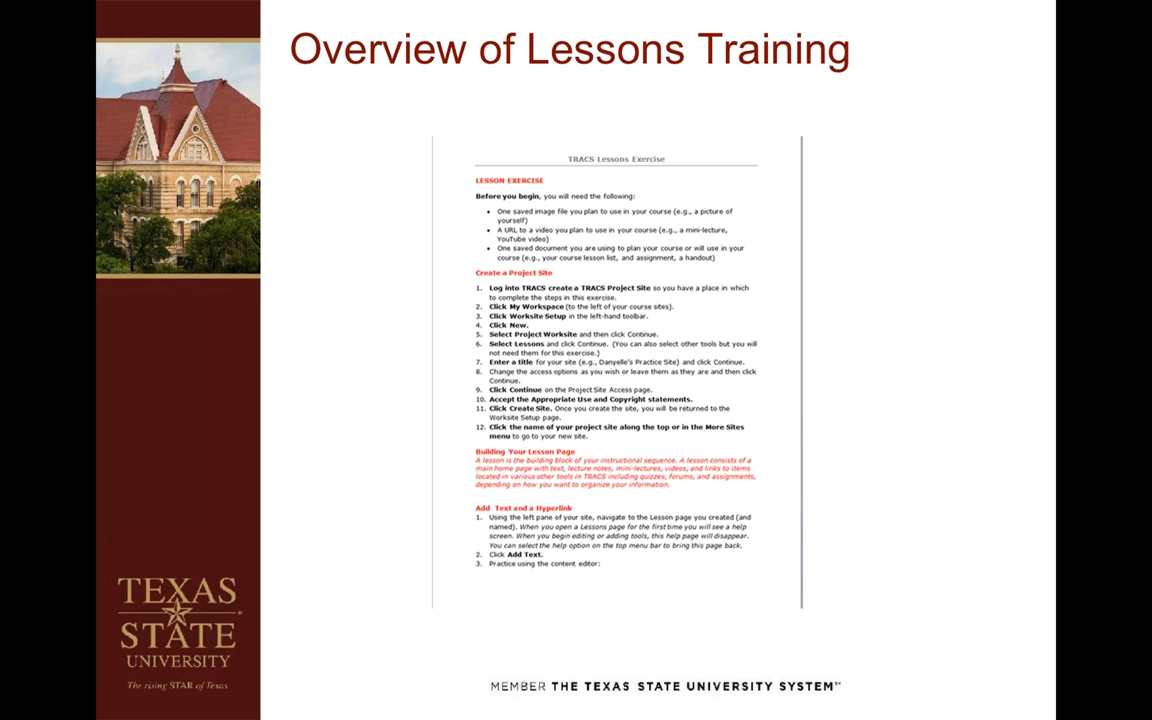 Overview of Lessons Training
TRACS Lessons Exercise
LESSON EXERCISE
Before you begin, you will need the following:
• One saved image file you plan to use in your course (e.g., a picture of
yourself)
• A URL to a video you plan to use in your course (e.g., a mini-lecture,
YouTube video)
• One saved document you are using to plan your course or will use in your
course (e.g., your course lesson list, and assignment, a handout)
Create a Project Site
1. Log into TRACS create a TRACS Project Site so you have a place in which
to complete the steps in this exercise.
2. Click My Workspace (to the left of your course sites).
3. Click Worksite Setup in the left-hand toolbar.
4. Click New.
5. Select Project Worksite and then click Continue.
6. Select Lessons and click Continue. (You can also select other tools but you will
not need them for this exercise.)
7. Enter a title for your site (e.g., Danyelle's Practice Site) and click Continue.
8. Change the access options as you wish or leave them as they are and then click
Continue.
9. Click Continue on the Project Site Access page.
10. Accept the Appropriate Use and Copyright statements.
11. Click Create Site. Once you create the site, you will be returned to the
Worksite Setup page.
12. Click the name of your project site along the top or in the More Sites
menu to go to your new site.
Building Your Lesson Page
A lesson is the building block of your instructional sequence. A lesson consists of a
main home page with text, lecture notes, mini-lectures, videos, and links to items
located in various other tools in TRACS including quizzes, forums, and assignments,
depending on how you want to organize your information.
Add Text and a Hyperlink
1. Using the left pane of your site, navigate to the Lesson page you created (and
named). When you open a Lessons page for the first time you will see a help
screen. When you begin editing or adding tools, this help page will disappear.
You can select the help option on the top menu bar to bring this page back.
2. Click Add Text.
3. Practice using the content editor:
TEXAS
STATE
UNIVERSITY
®
The rising STAR of Texas
MEMBER THE TEXAS STATE UNIVERSITY SYSTEM™